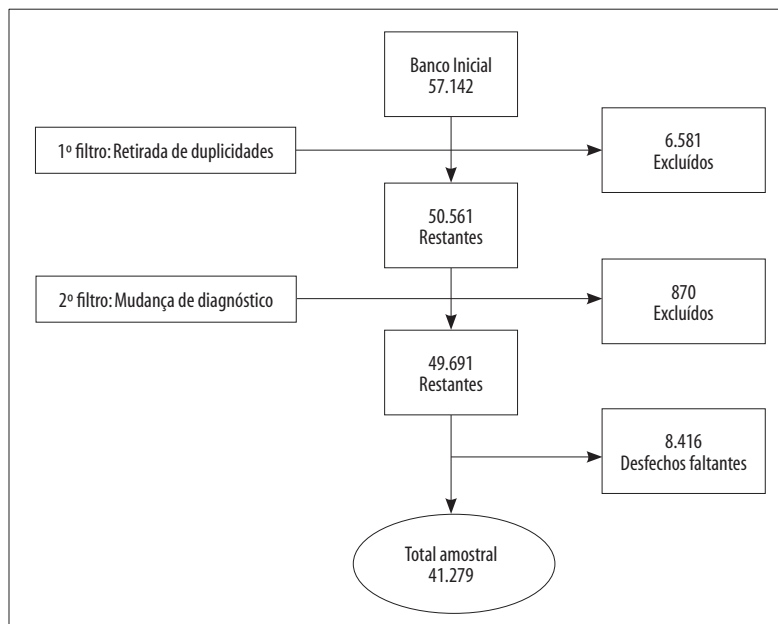 Banco Inicial
57.142
1º filtro: Retirada de duplicidades
6.581
Excluídos
50.561
Restantes
2º filtro: Mudança de diagnóstico
870
Excluídos
49.691
Restantes
8.416
Desfechos faltantes
Total amostral
41.279